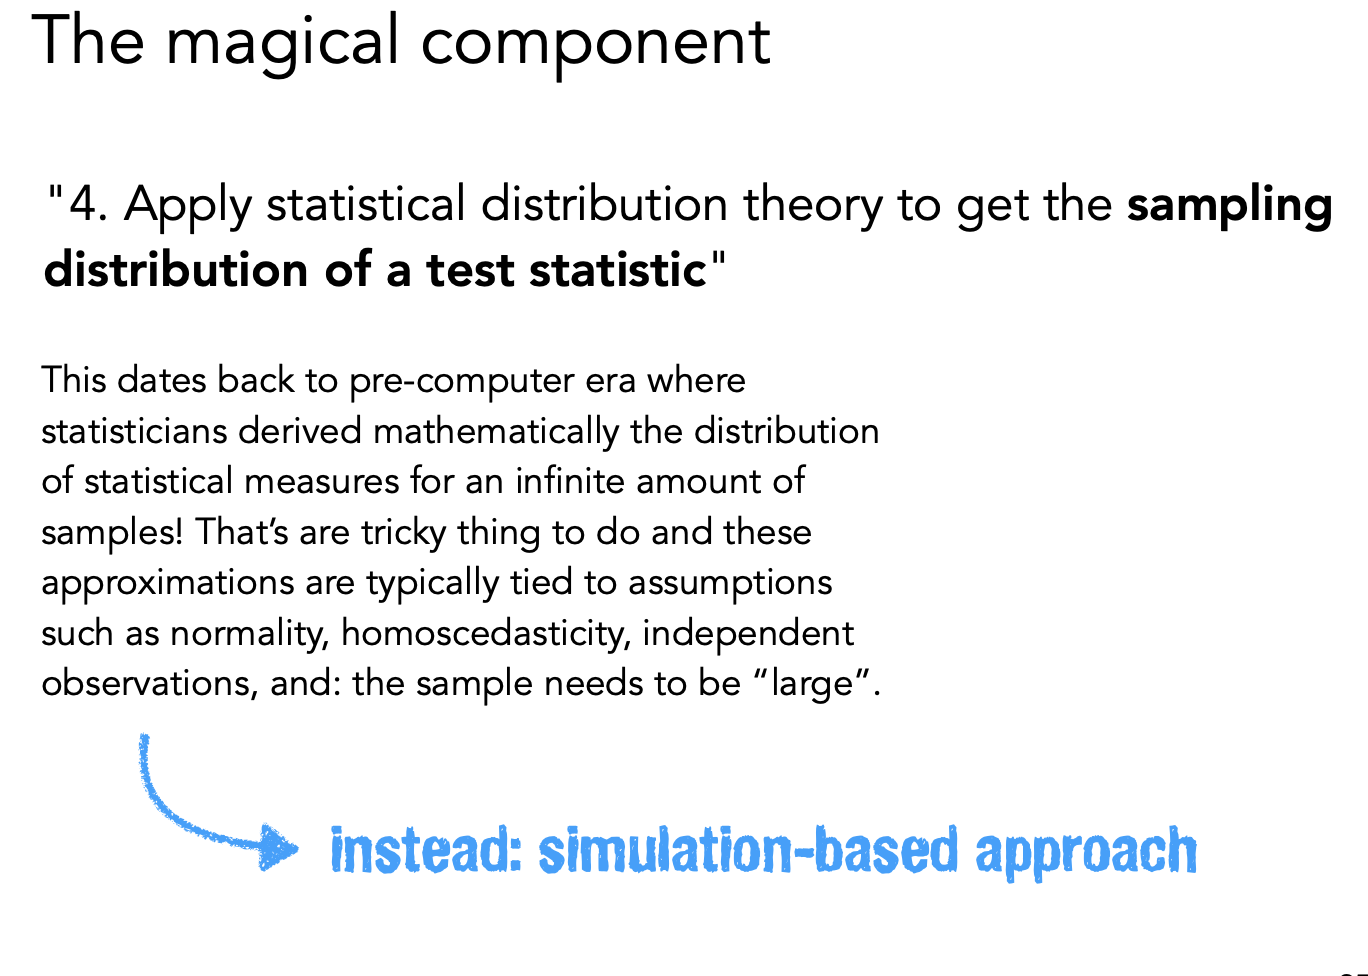 The magical component
"4. Apply statistical distribution theory to get the sampling
distribution of a test statistic"
This dates back to pre-computer era where
statisticians derived mathematically the distribution
of statistical measures for an infinite amount of
samples! That’s are tricky thing to do and these
approximations are typically tied to assumptions
such as normality, homoscedasticity, independent
observations, and: the sample needs to be “large”.
instead: simulation-based approach